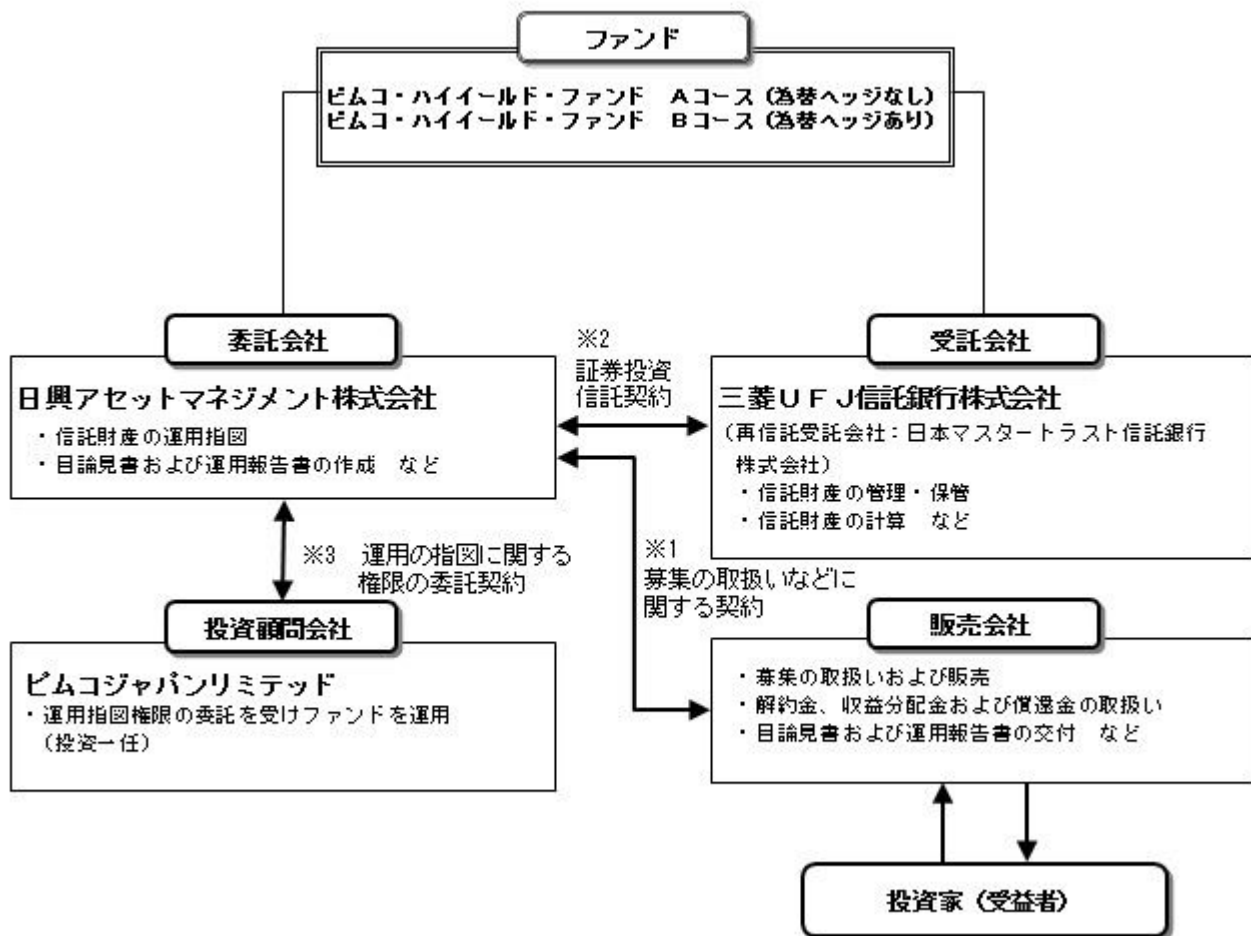 ファンド
ピムコ・ハイイールド・ファンド　Aコース（為替ヘッジなし）
ピムコ・ハイイールド・ファンド　Bコース（為替ヘッジあり）
委託会社
日興アセットマネジメント株式会社
・信託財産の運用指図
・目論見書および運用報告書の作成　など
※2
証券投資
信託契約
受託会社
三菱UFJ信託銀行株式会社
（再信託受託会社：日本マスタートラスト信託銀行
株式会社）
・信託財産の管理・保管
・信託財産の計算　など
※3　運用の指図に関する
権限の委託契約
※1
募集の取扱いなどに
関する契約
投資顧問会社
ピムコジャパンリミテッド
・運用指図権限の委託を受けファンドを運用
（投資一任）
販売会社
・募集の取扱いおよび販売
・解約金、収益分配金および償還金の取扱い
・目論見書および運用報告書の交付　など
投資家（受益者）